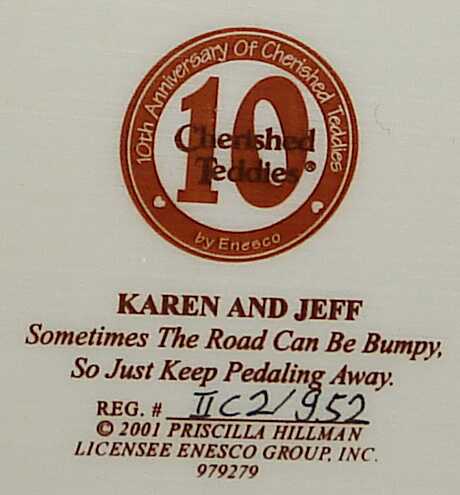 10th Anniversary Of Cherished Teddies
10
Cherished
Teddies®
by Enesco
KAREN AND JEFF
Sometimes The Road Can Be Bumpy,
So Just Keep Pedaling Away.
REG. # IIC2/952
© 2001 PRISCILLA HILLMAN
LICENSEE ENESCO GROUP, INC.
979279